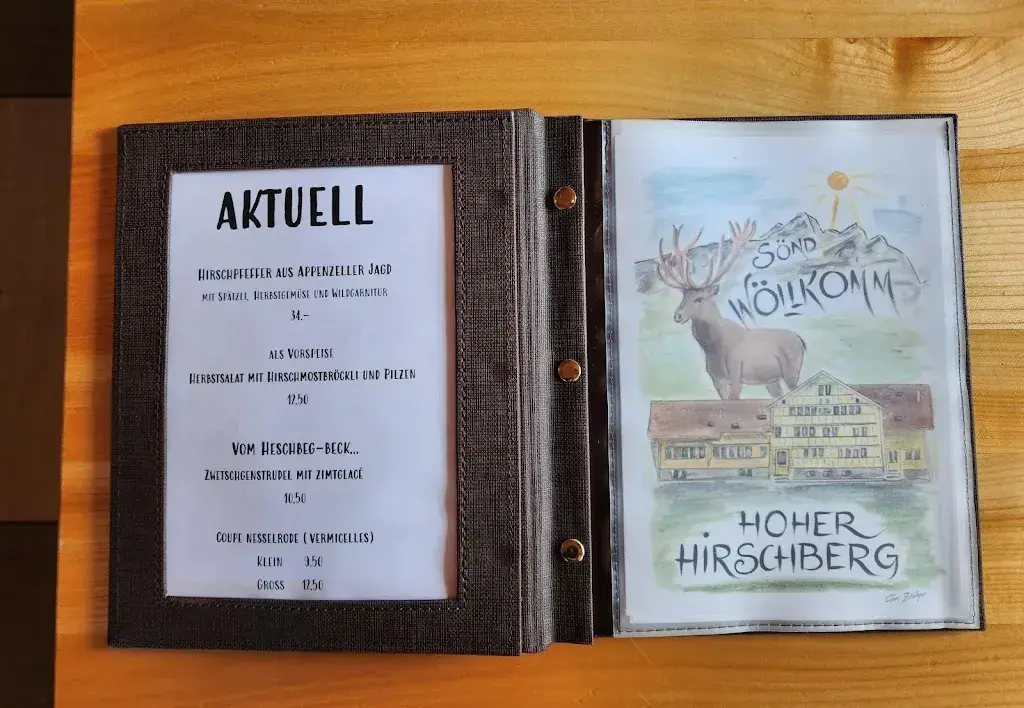 AKTUELL
HIRSCHPFEFFER AUS APPENZELLER JAGD
MIT SPÄTZLI, HERBSTGEMÜSE UND WILDGARNITUR
34.–
ALS VORSPEISE
HERBSTSALAT MIT HIRSCHMOSTBRÖCKLI UND PILZEN
12.50
VOM HESCHBEG-BECK...
ZWETSCHGENSTRUDEL MIT ZIMTGLACÉ
10.50
COUPE NESSELRODE (VERMICELLES)
KLEIN 9.50
GROSS 12.50
SÖND
WÖLLKOMM
HOHER
HIRSCHBERG